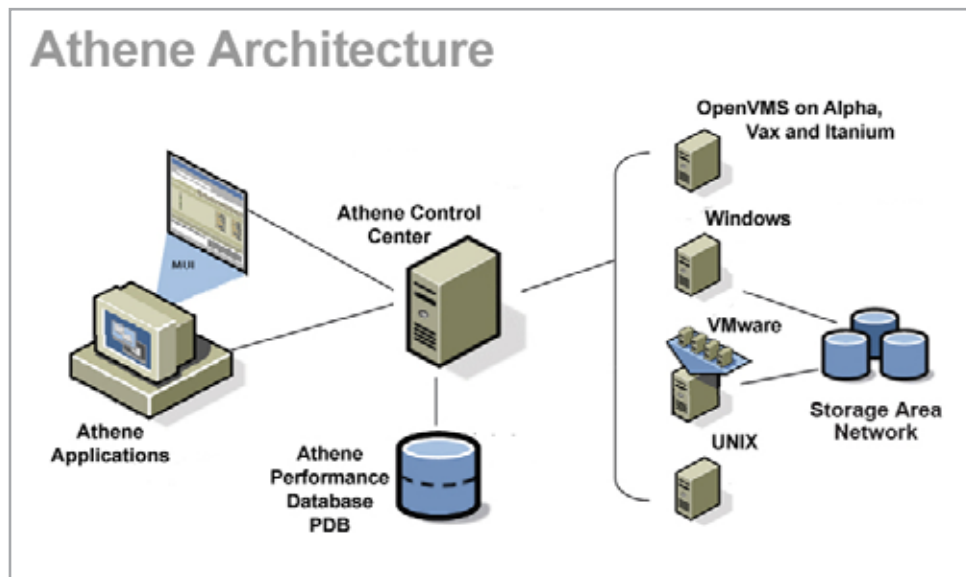 Athene Architecture
OpenVMS on Alpha,
Vax and Itanium
Athene Control
Center
Windows
MUI
VMware
Athene
Applications
Athene
Performance
Database
PDB
UNIX
Storage Area
Network